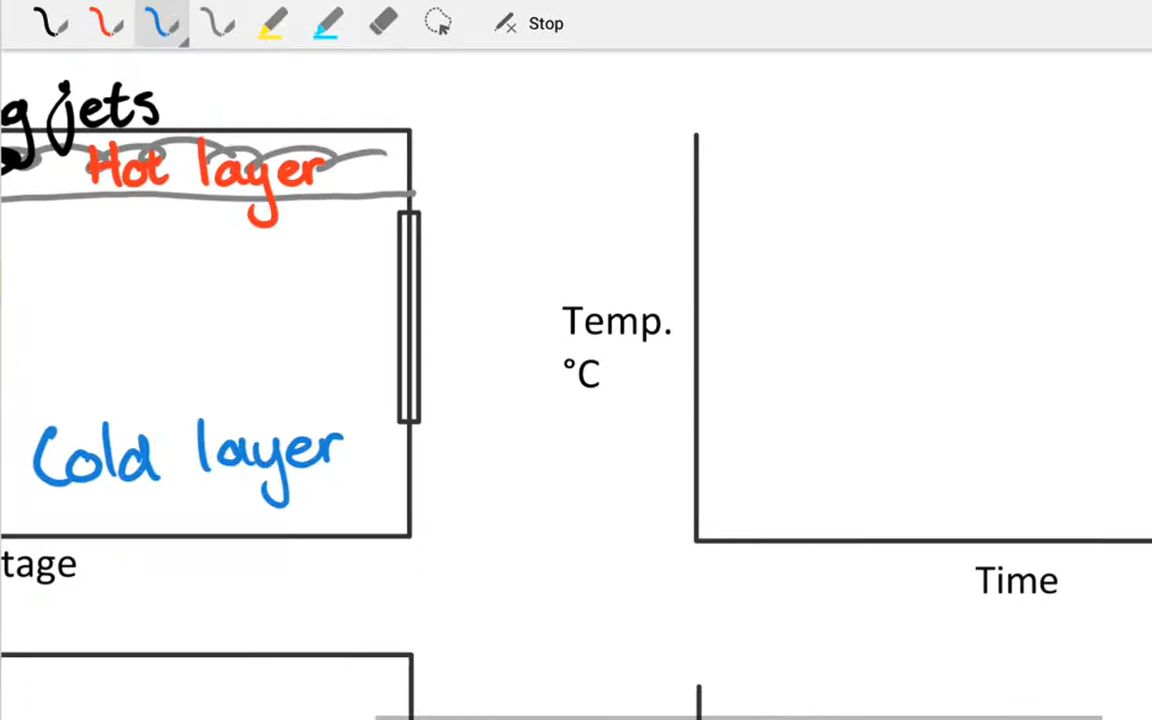 Stop
g jets
Hot layer
Temp.
°C
Cold layer
tage
Time